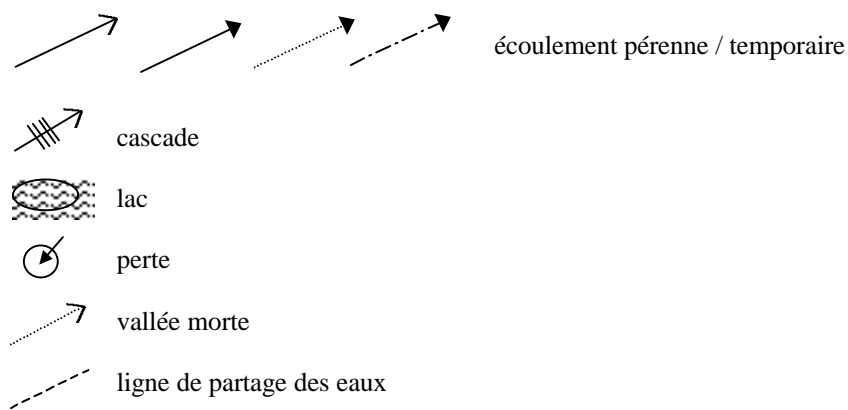 écoulement pérenne / temporaire
cascade
lac
perte
vallée morte
ligne de partage des eaux